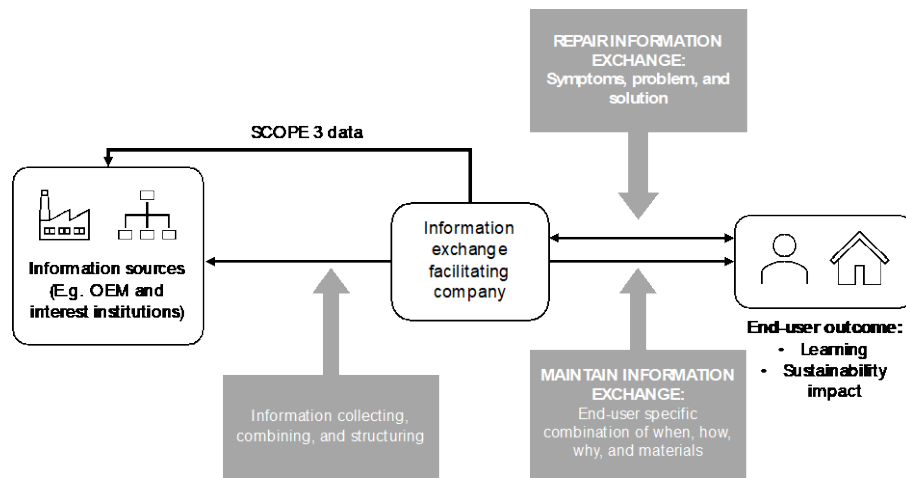 REPAIR INFORMATION
EXCHANGE:
Symptoms, problem, and
solution
SCOPE 3 data
Information sources
(E.g. OEM and
interest institutions)
Information
exchange
facilitating
company
End-user outcome:
• Learning
• Sustainability
impact
Information collecting,
combining, and structuring
MAINTAIN INFORMATION
EXCHANGE:
End-user specific
combination of when, how,
why, and materials